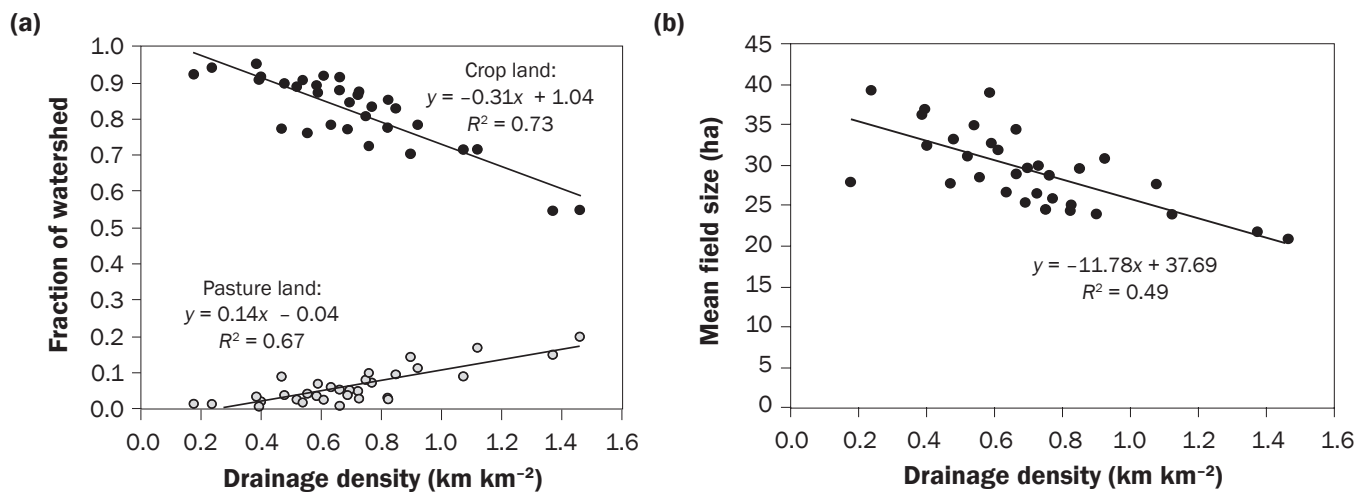 (a)
Fraction of watershed
1.0
0.9
0.8
0.7
0.6
0.5
0.4
0.3
0.2
0.1
0.0
Crop land:
y = –0.31x + 1.04
R² = 0.73
Pasture land:
y = 0.14x – 0.04
R² = 0.67
0.0 0.2 0.4 0.6 0.8 1.0 1.2 1.4 1.6
Drainage density (km km⁻²)
(b)
Mean field size (ha)
45
40
35
30
25
20
15
10
5
0
y = –11.78x + 37.69
R² = 0.49
0.0 0.2 0.4 0.6 0.8 1.0 1.2 1.4 1.6
Drainage density (km km⁻²)